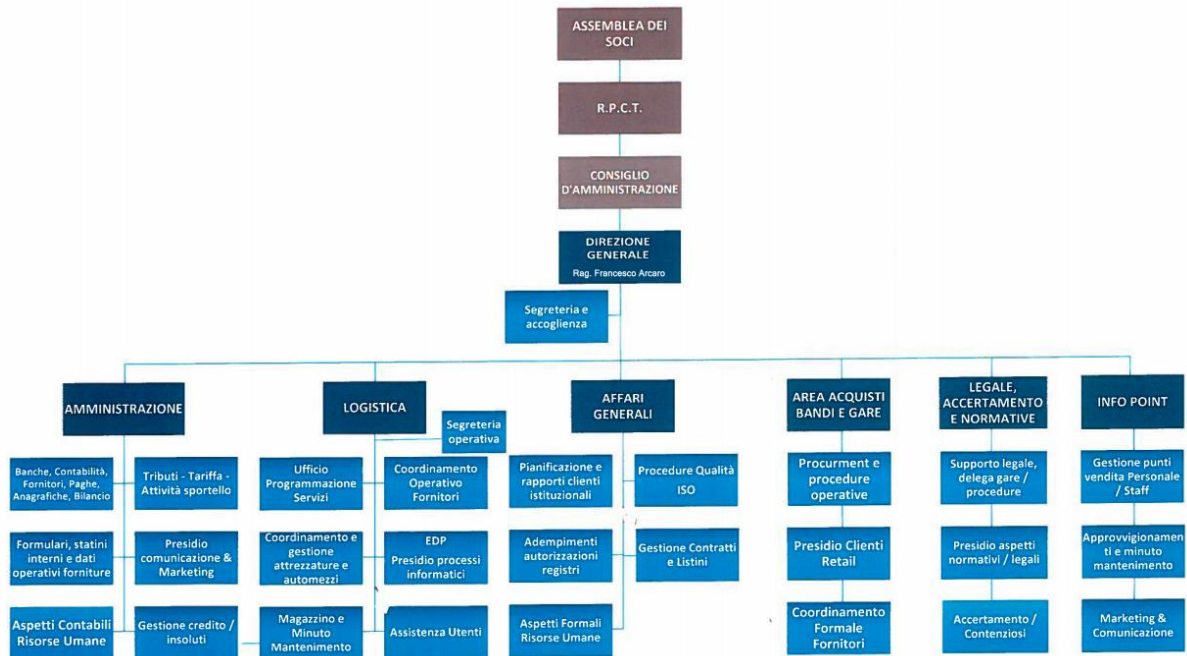 ASSEMBLEA DEI
SOCI
R.P.C.T.
CONSIGLIO
D'AMMINISTRAZIONE
DIREZIONE
GENERALE
Rag. Francesco Arcaro
Segreteria e
accoglienza
AMMINISTRAZIONE
LOGISTICA
AFFARI
GENERALI
AREA ACQUISTI
BANDI E GARE
LEGALE,
ACCERTAMENTO
E NORMATIVE
INFO POINT
Segreteria
operativa
Banche, Contabilità,
Fornitori, Paghe,
Anagrafiche, Bilancio
Tributi - Tariffa -
Attività sportello
Ufficio
Programmazione
Servizi
Coordinamento
Operativo
Fornitori
Pianificazione e
rapporti clienti
istituzionali
Procedure Qualità
ISO
Procurment e
procedure
operative
Supporto legale,
delega gare /
procedure
Gestione punti
vendita Personale
/ Staff
Formulari, statini
interni e dati
operativi forniture
Presidio
comunicazione &
Marketing
Coordinamento e
gestione
attrezzature e
automezzi
EDP
Presidio processi
informatici
Adempimenti
autorizzazioni
registri
Gestione Contratti
e Listini
Presidio Clienti
Retail
Presidio aspetti
normativi / legali
Approvvigionamen
ti e minuto
mantenimento
Aspetti Contabili
Risorse Umane
Gestione credito /
insoluti
Magazzino e
Minuto
Mantenimento
Assistenza Utenti
Aspetti Formali
Risorse Umane
Coordinamento
Formale
Fornitori
Accertamento /
Contenziosi
Marketing &
Comunicazione